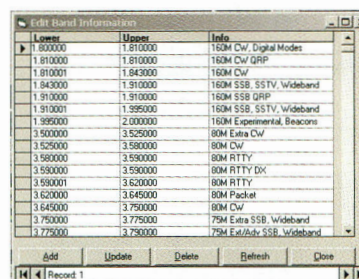 Edit Band Information
Lower Upper Info
1.800000 1.810000 160M CW, Digital Modes
1.810000 1.810000 160M CW QRP
1.810001 1.843000 160M CW
1.843000 1.910000 160M SSB, SSTV, Wideband
1.910000 1.910000 160M SSB QRP
1.910001 1.995000 160M SSB, SSTV, Wideband
1.995000 2.000000 160M Experimental, Beacons
3.500000 3.525000 80M Extra CW
3.525000 3.580000 80M CW
3.580000 3.590000 80M RTTY
3.590000 3.590000 80M RTTY DX
3.590001 3.620000 80M RTTY
3.620000 3.645000 80M Packet
3.645000 3.750000 80M CW
3.750000 3.775000 75M Extra SSB, Wideband
3.775000 3.790000 75M Ext/Adv SSB, Wideband
Add Update Delete Refresh Close
Record: 1